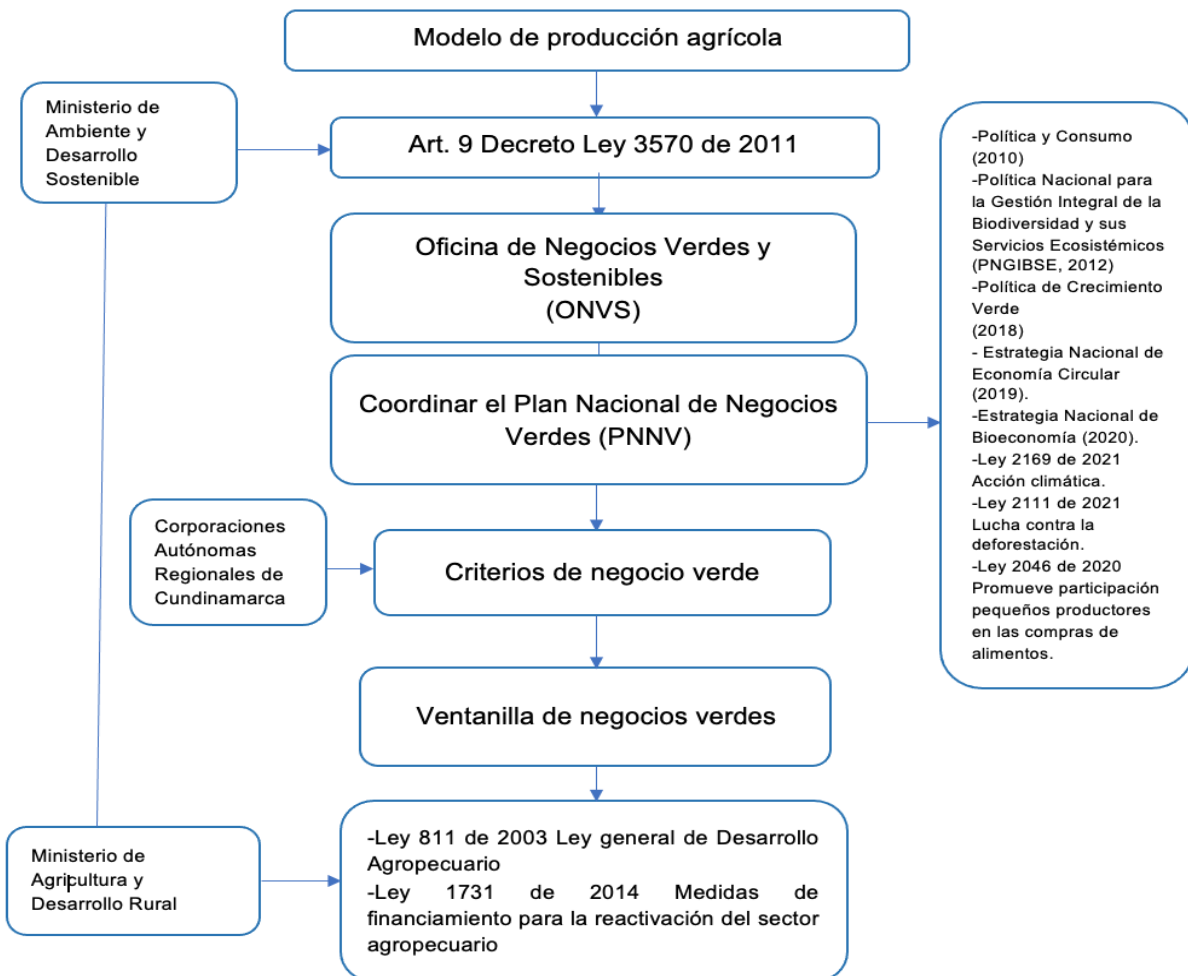 Modelo de producción agrícola
Ministerio de
Ambiente y
Desarrollo
Sostenible
Art. 9 Decreto Ley 3570 de 2011
Oficina de Negocios Verdes y
Sostenibles
(ONVS)
Coordinar el Plan Nacional de Negocios
Verdes (PNNV)
-Política y Consumo
(2010)
-Política Nacional para
la Gestión Integral de la
Biodiversidad y sus
Servicios Ecosistémicos
(PNGIBSE, 2012)
-Política de Crecimiento
Verde
(2018)
- Estrategia Nacional de
Economía Circular
(2019).
-Estrategia Nacional de
Bioeconomía (2020).
-Ley 2169 de 2021
Acción climática.
-Ley 2111 de 2021
Lucha contra la
deforestación.
-Ley 2046 de 2020
Promueve participación
pequeños productores
en las compras de
alimentos.
Corporaciones
Autónomas
Regionales de
Cundinamarca
Criterios de negocio verde
Ventanilla de negocios verdes
Ministerio de
Agricultura y
Desarrollo Rural
-Ley 811 de 2003 Ley general de Desarrollo
Agropecuario
-Ley 1731 de 2014 Medidas de
financiamiento para la reactivación del sector
agropecuario